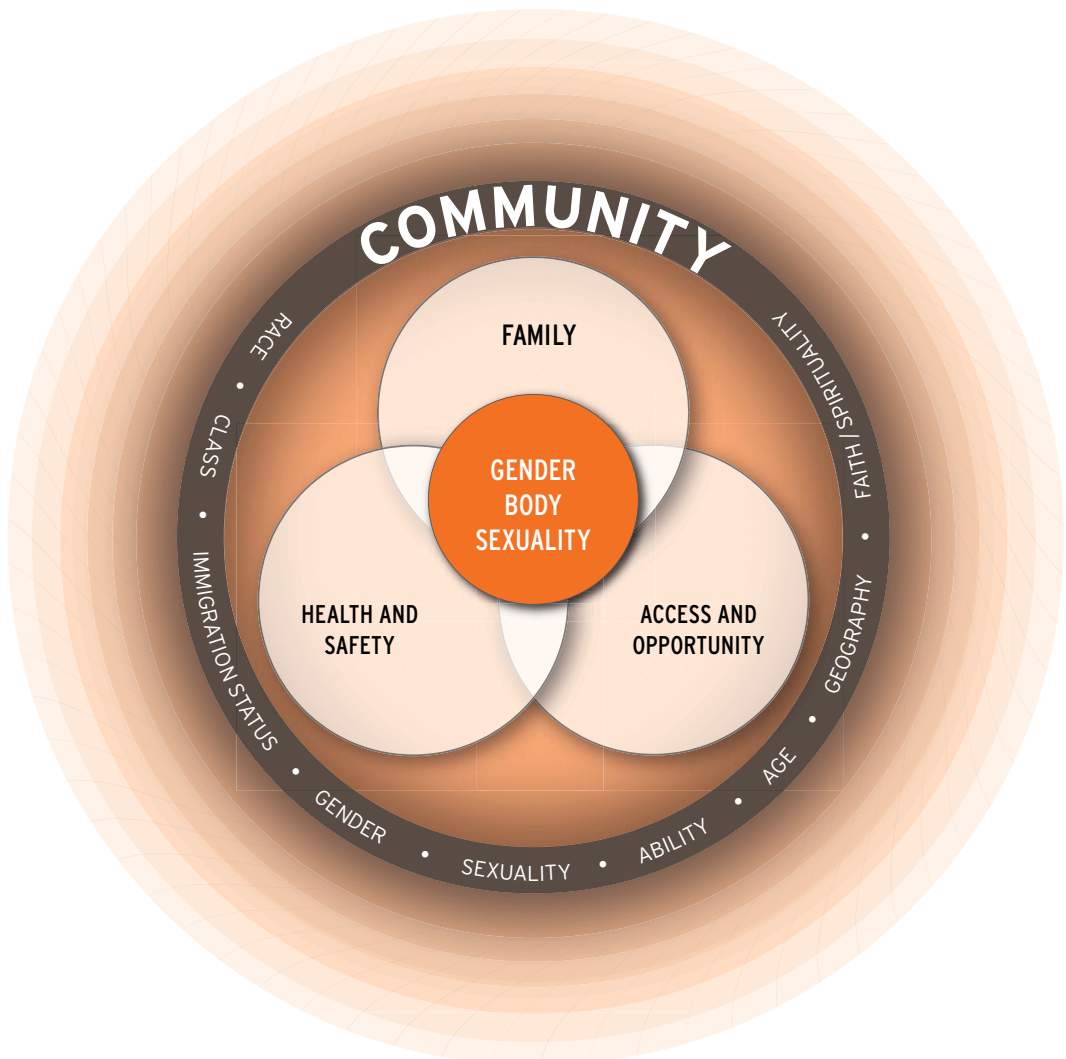 COMMUNITY
RACE • CLASS • IMMIGRATION STATUS • GENDER • SEXUALITY • ABILITY • AGE • GEOGRAPHY • FAITH / SPIRITUALITY
FAMILY
GENDER
BODY
SEXUALITY
HEALTH AND
SAFETY
ACCESS AND
OPPORTUNITY